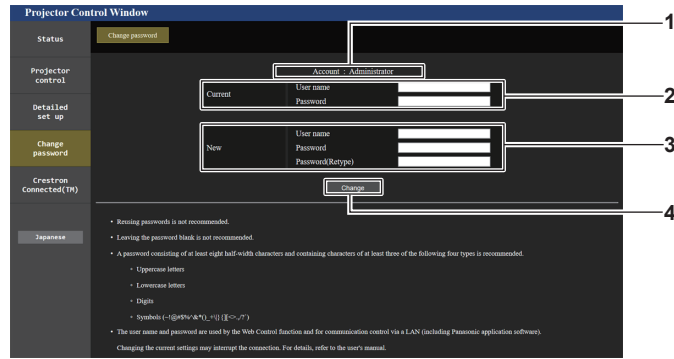 Projector Control Window
Status
Change password
1
Account : Administrator
Projector
control
Current
User name
Password
2
Detailed
set up
New
User name
Password
Password(Retype)
3
Change
password
Change
4
Crestron
Connected(TM)
Japanese
• Reusing passwords is not recommended.
• Leaving the password blank is not recommended.
• A password consisting of at least eight half-width characters and containing characters of at least three of the following four types is recommended.
• Uppercase letters
• Lowercase letters
• Digits
• Symbols (~!@#$%^&*()_+\|{}[]<>.,/?`)
• The user name and password are used by the Web Control function and for communication control via a LAN (including Panasonic application software).
Changing the current settings may interrupt the connection. For details, refer to the user's manual.